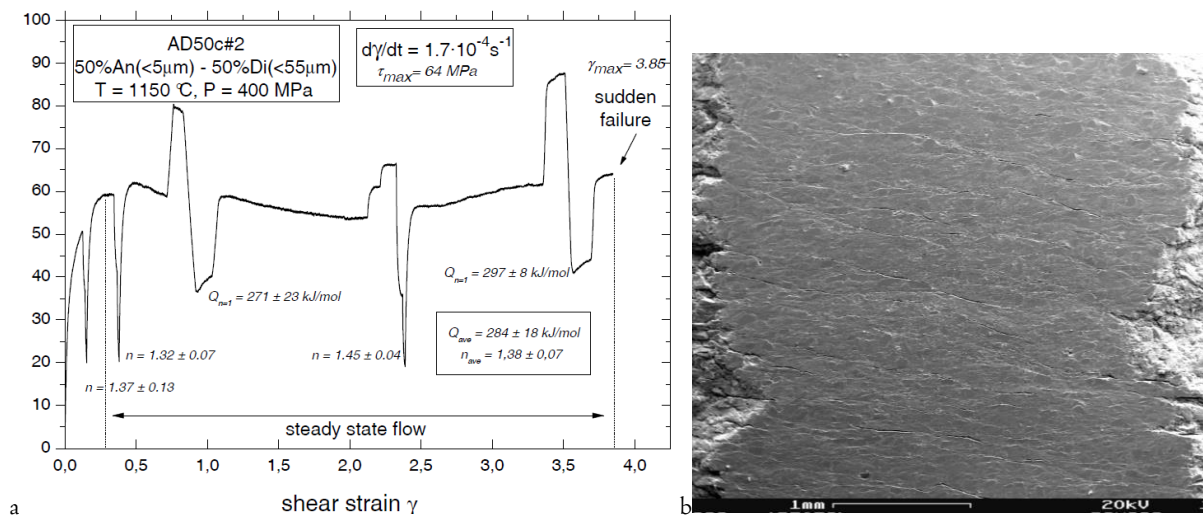 100
90
80
70
60
50
40
30
20
10
0
AD50c#2
50%An(<5μm) - 50%Di(<55μm)
T = 1150 °C, P = 400 MPa
dγ/dt = 1.7·10⁻⁴s⁻¹
τmax= 64 MPa
γmax= 3.85
sudden
failure
Qn=1 = 271 ± 23 kJ/mol
Qn=1 = 297 ± 8 kJ/mol
Qave = 284 ± 18 kJ/mol
nave = 1,38 ± 0,07
n = 1.32 ± 0.07
n = 1.45 ± 0.04
n = 1.37 ± 0.13
steady state flow
0,0 0,5 1,0 1,5 2,0 2,5 3,0 3,5 4,0
shear strain γ
a
b
1mm 20kV